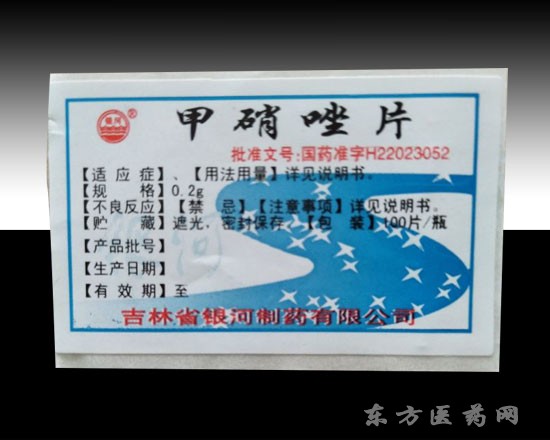 银河
®
甲硝唑片
批准文号:国药准字H22023052
【适应症】、【用法用量】详见说明书。
【规格】0.2g
【不良反应】【禁忌】【注意事项】详见说明书。
【贮藏】遮光，密封保存【包装】100片/瓶
【产品批号】
【生产日期】
【有效期】至
银河
吉林省银河制药有限公司
东方医药网